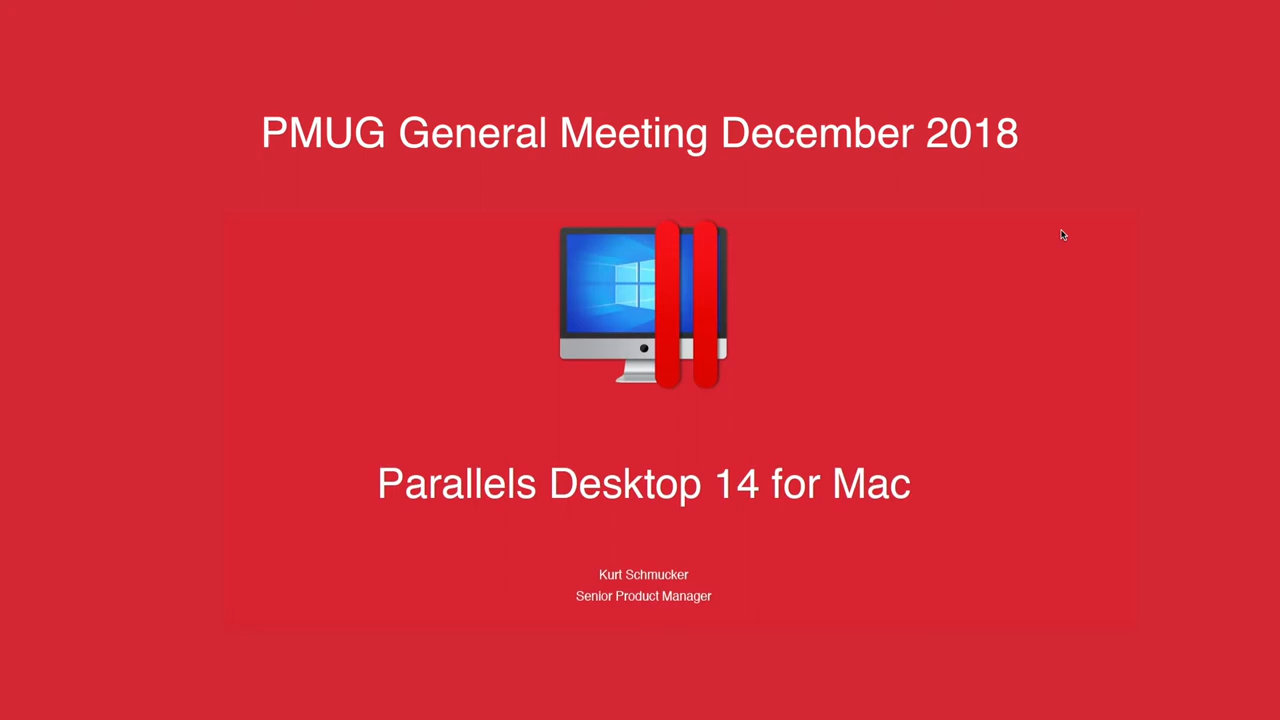 PMUG General Meeting December 2018
Parallels Desktop 14 for Mac
Kurt Schmucker
Senior Product Manager